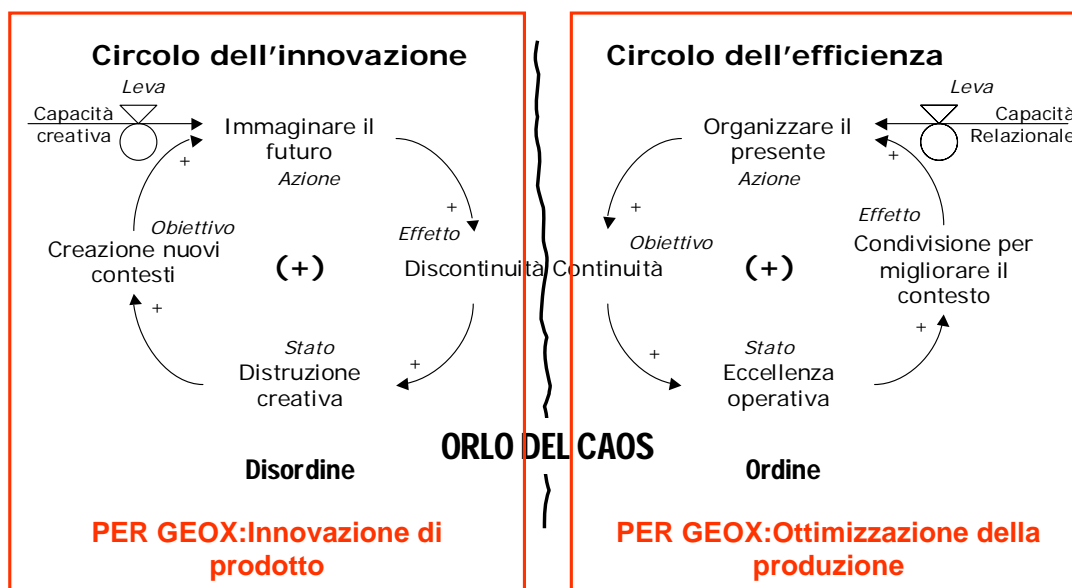 Circolo dell'innovazione
Leva
Capacità
creativa
Immaginare il
futuro
Azione
+
+
Obiettivo
Creazione nuovi
contesti
(+)
Effetto
Discontinuità
+
Stato
Distruzione
creativa
+
Disordine
PER GEOX:Innovazione di
prodotto
ORLO DEL CAOS
Circolo dell'efficienza
Leva
Capacità
Relazionale
Organizzare il
presente
Azione
+
+
Obiettivo
Continuità
(+)
Effetto
Condivisione per
migliorare il
contesto
+
Stato
Eccellenza
operativa
+
Ordine
PER GEOX:Ottimizzazione della
produzione